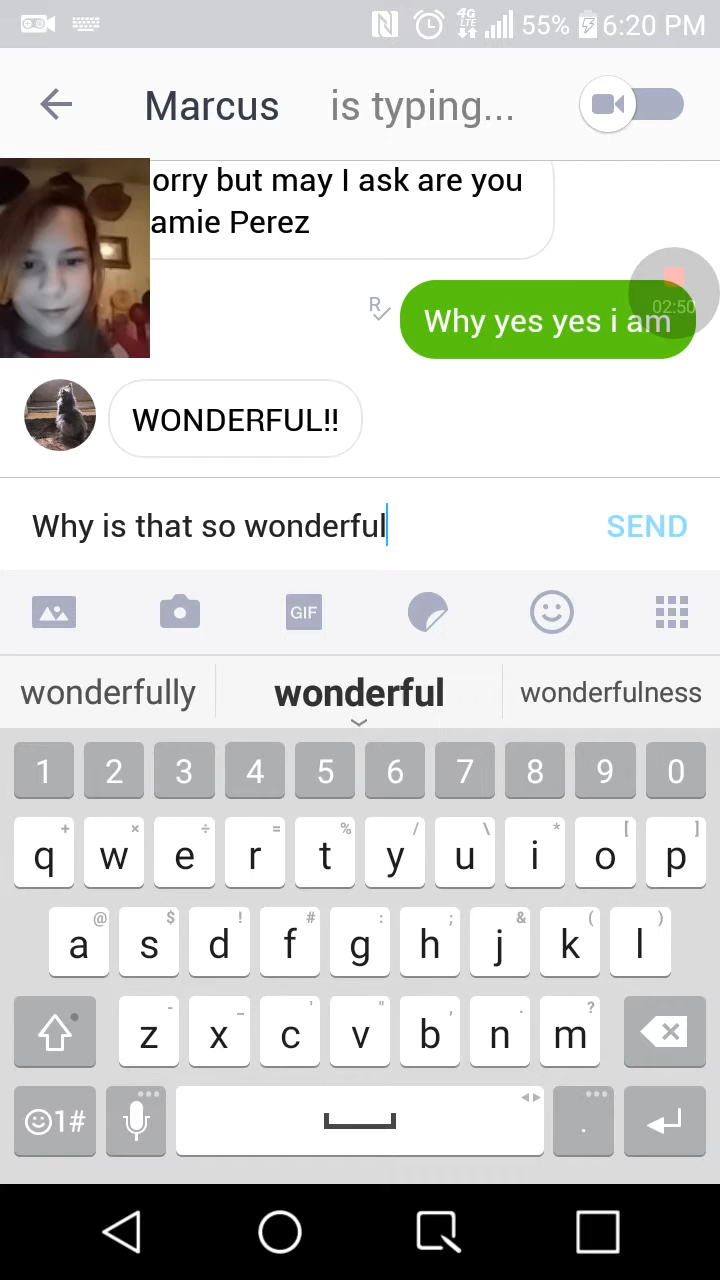 4G
LTE
55%
6:20 PM
Marcus is typing...
orry but may I ask are you
amie Perez
R
Why yes yes i am
02:50
WONDERFUL!!
Why is that so wonderful
SEND
GIF
wonderfully wonderful wonderfulness
1 2 3 4 5 6 7 8 9 0
+ × ÷ = % / \ * [ ]
q w e r t y u i o p
@ $ ! # : ; & ( )
a s d f g h j k l
- _ ' " , . ?
z x c v b n m
1#
.